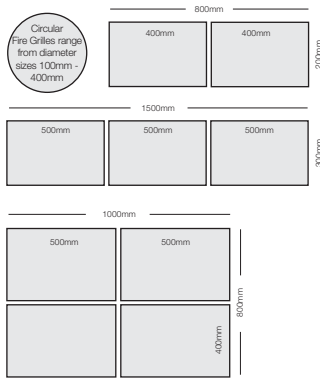 Circular
Fire Grilles range
from diameter
sizes 100mm -
400mm
800mm
400mm
400mm
200mm
1500mm
500mm
500mm
500mm
300mm
1000mm
500mm
500mm
800mm
400mm